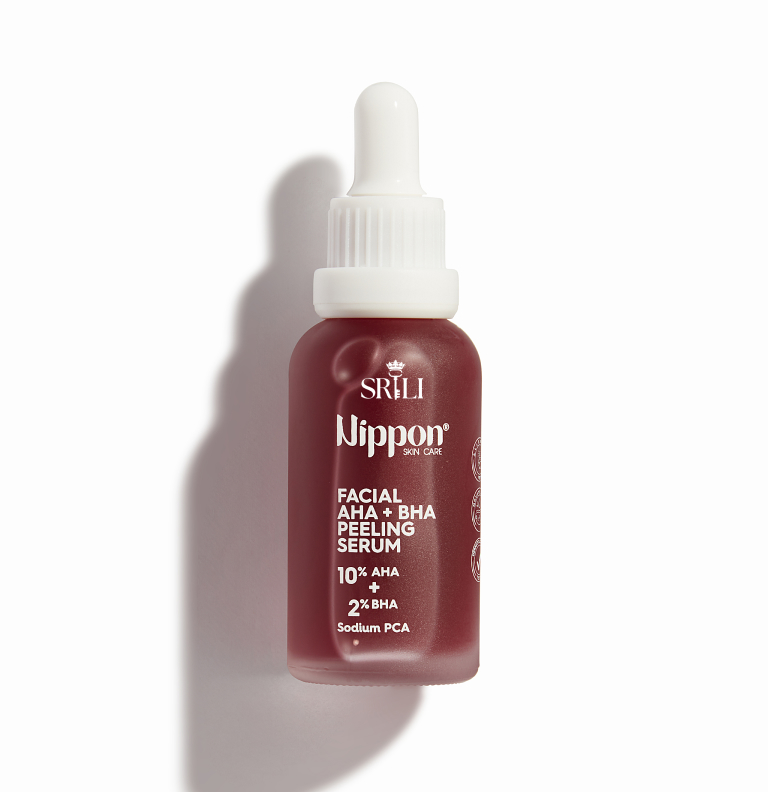 SRILI
Nippon®
SKIN CARE
FACIAL
AHA + BHA
PEELING
SERUM
10% AHA
+
2% BHA
Sodium PCA